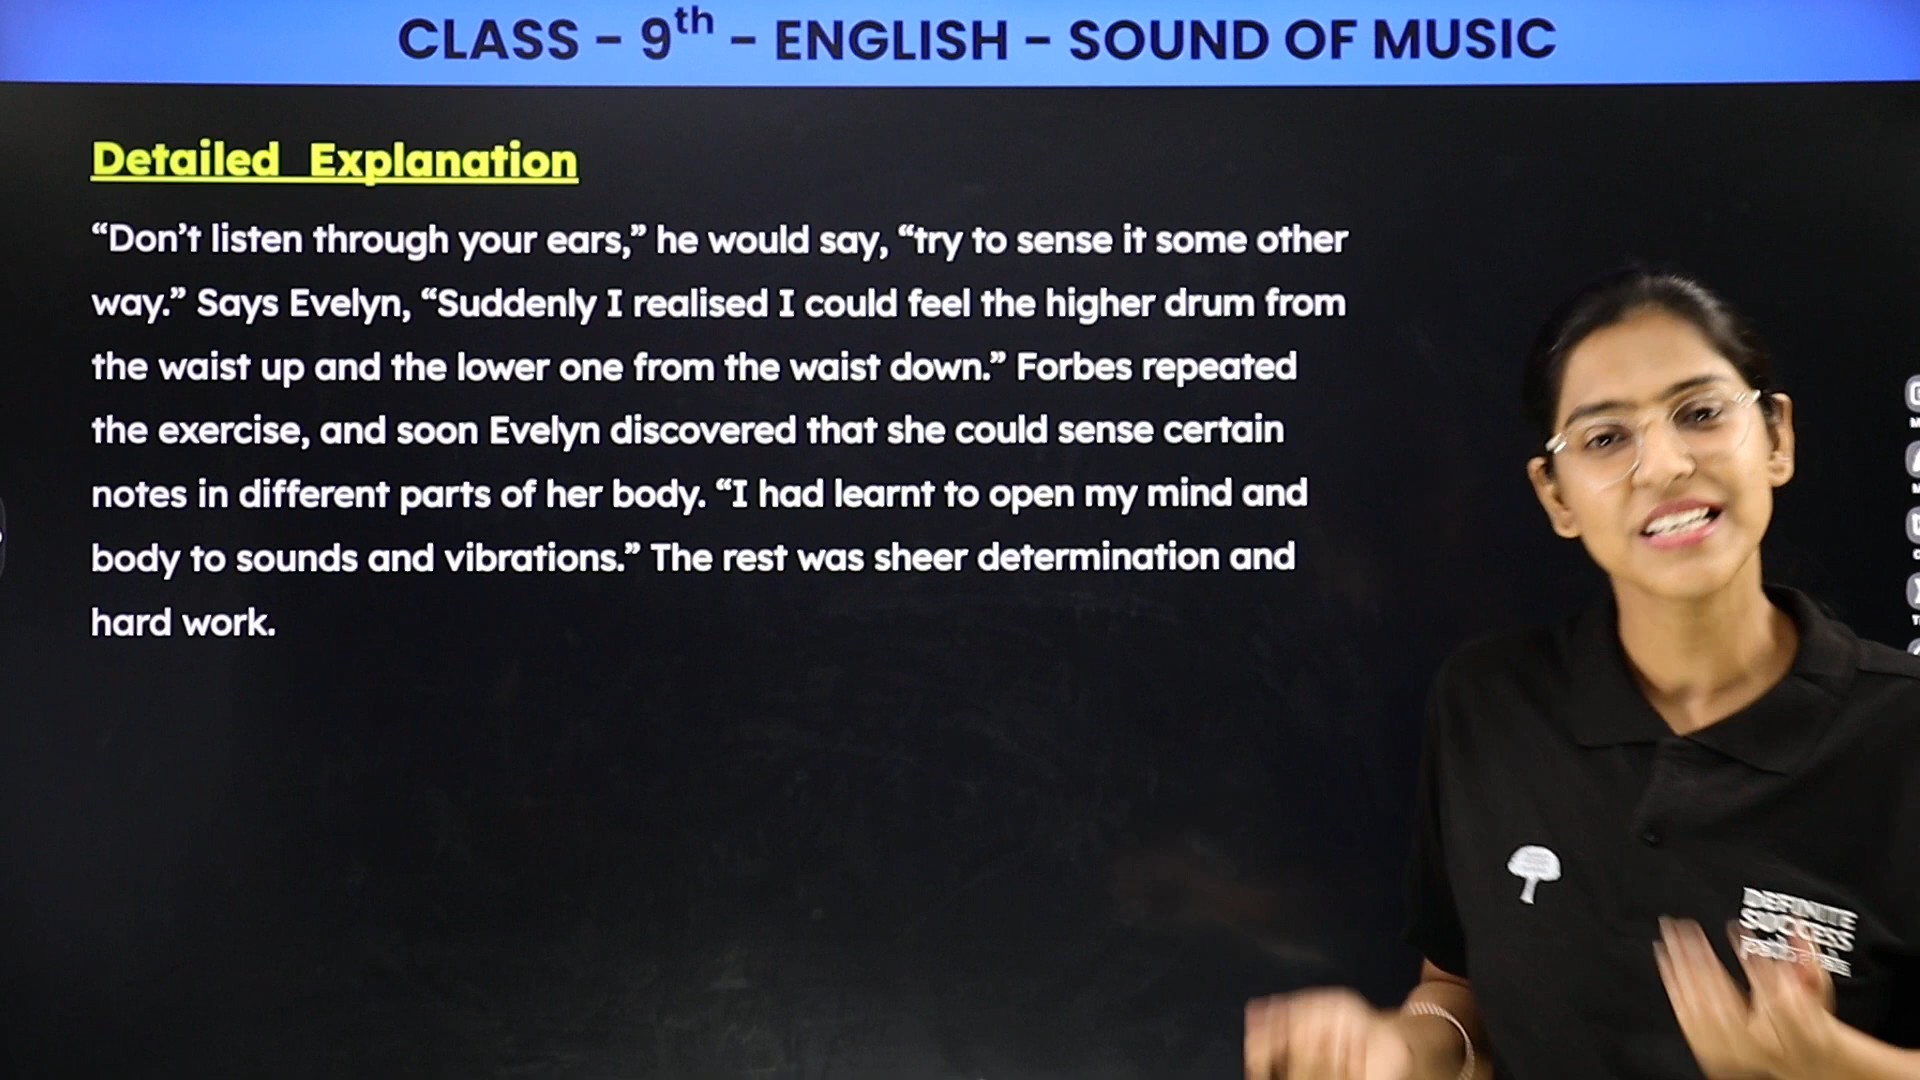 CLASS - 9th - ENGLISH - SOUND OF MUSIC
Detailed Explanation
“Don’t listen through your ears,” he would say, “try to sense it some other
way.” Says Evelyn, “Suddenly I realised I could feel the higher drum from
the waist up and the lower one from the waist down.” Forbes repeated
the exercise, and soon Evelyn discovered that she could sense certain
notes in different parts of her body. “I had learnt to open my mind and
body to sounds and vibrations.” The rest was sheer determination and
hard work.
DEFINITE
SUCCESS